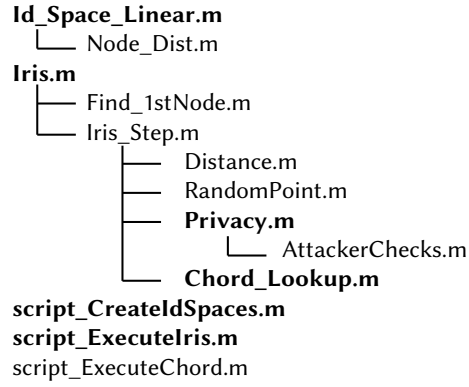 Id_Space_Linear.m
Node_Dist.m
Iris.m
Find_1stNode.m
Iris_Step.m
Distance.m
RandomPoint.m
Privacy.m
AttackerChecks.m
Chord_Lookup.m
script_CreateIdSpaces.m
script_ExecuteIris.m
script_ExecuteChord.m